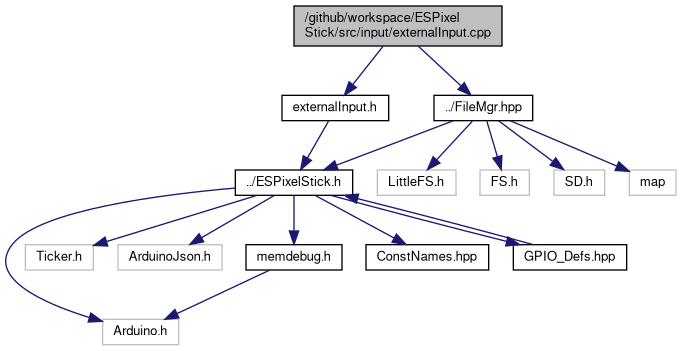 /github/workspace/ESPixel
Stick/src/input/externalInput.cpp
externalInput.h
../FileMgr.hpp
../ESPixelStick.h
LittleFS.h
FS.h
SD.h
map
Ticker.h
ArduinoJson.h
memdebug.h
ConstNames.hpp
GPIO_Defs.hpp
Arduino.h